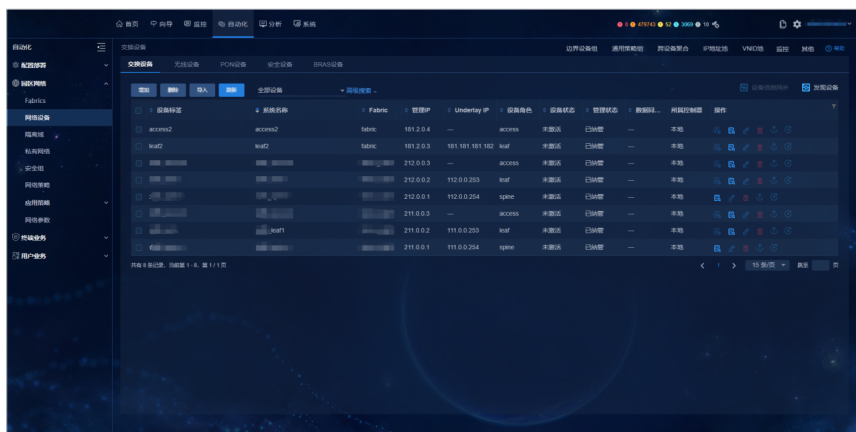 首页 向导 监控 自动化 分析 系统
0 479743 52 3069 10
自动化
交换设备
边界设备组 通用策略组 跨设备聚合 IP地址池 VNID池 监控 其他 帮助
配置部署
园区网络
Fabrics
网络设备
隔离域
私有网络
安全组
网络策略
应用策略
网络参数
终端业务
用户业务
交换设备 无线设备 PON设备 安全设备 BRAS设备
增加 删除 导入 刷新 全部设备 高级搜索 发现设备
设备标签 系统名称 Fabric 管理IP Underlay IP 设备角色 设备状态 管理状态 数据同... 所属控制器 操作
access2 access2 fabric 181.2.0.4 — access 未激活 已纳管 — 本地
leaf2 leaf2 fabric 181.2.0.3 181.181.181.182 leaf 未激活 已纳管 — 本地
212.0.0.3 — access 未激活 已纳管 — 本地
212.0.0.2 112.0.0.253 leaf 未激活 已纳管 — 本地
212.0.0.1 112.0.0.254 spine 未激活 已纳管 — 本地
211.0.0.3 — access 未激活 已纳管 — 本地
_leaf1 211.0.0.2 111.0.0.253 leaf 未激活 已纳管 — 本地
211.0.0.1 111.0.0.254 spine 未激活 已纳管 — 本地
共有 8 条记录, 当前第 1 - 8, 第 1 / 1 页
1 15 条/页 跳至 页